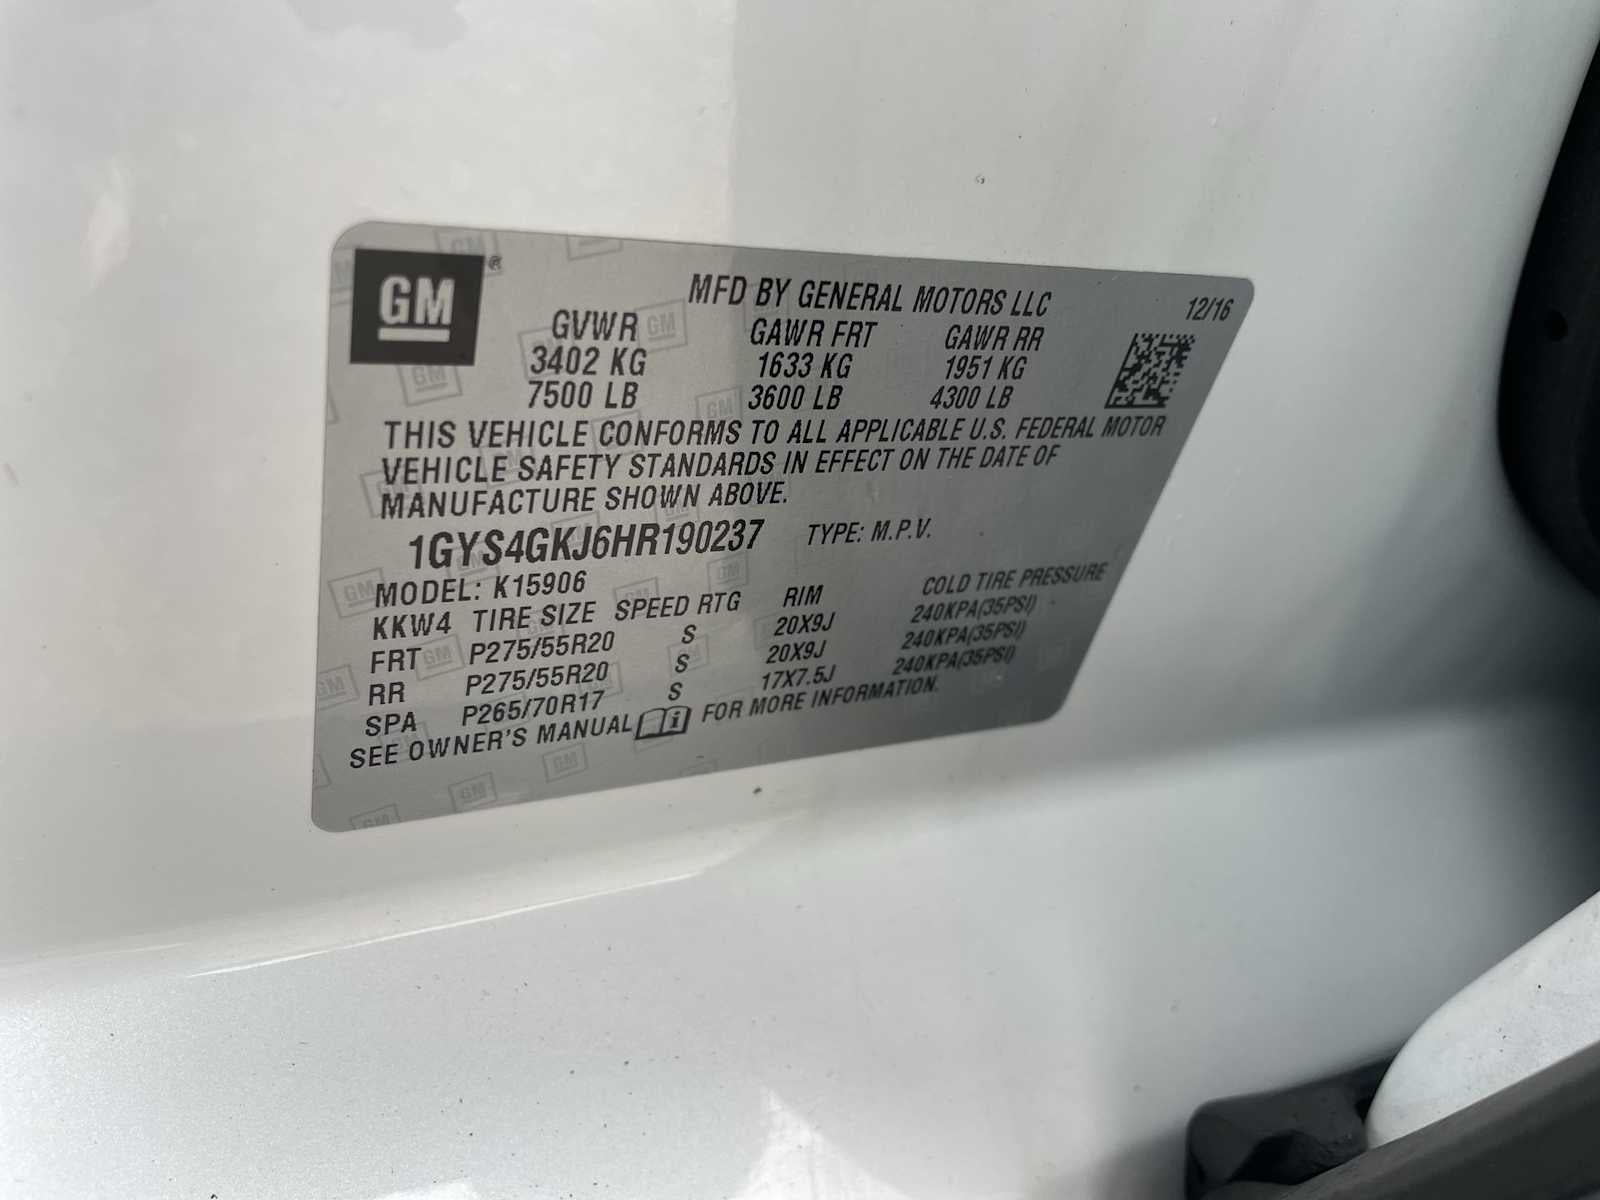 GM®
MFD BY GENERAL MOTORS LLC 12/16
GVWR GAWR FRT GAWR RR
3402 KG 1633 KG 1951 KG
7500 LB 3600 LB 4300 LB
THIS VEHICLE CONFORMS TO ALL APPLICABLE U.S. FEDERAL MOTOR
VEHICLE SAFETY STANDARDS IN EFFECT ON THE DATE OF
MANUFACTURE SHOWN ABOVE.
1GYS4GKJ6HR190237 TYPE: M.P.V.
MODEL: K15906
KKW4 TIRE SIZE SPEED RTG RIM COLD TIRE PRESSURE
FRT P275/55R20 S 20X9J 240KPA(35PSI)
RR P275/55R20 S 20X9J 240KPA(35PSI)
SPA P265/70R17 S 17X7.5J 240KPA(35PSI)
SEE OWNER'S MANUAL i FOR MORE INFORMATION.